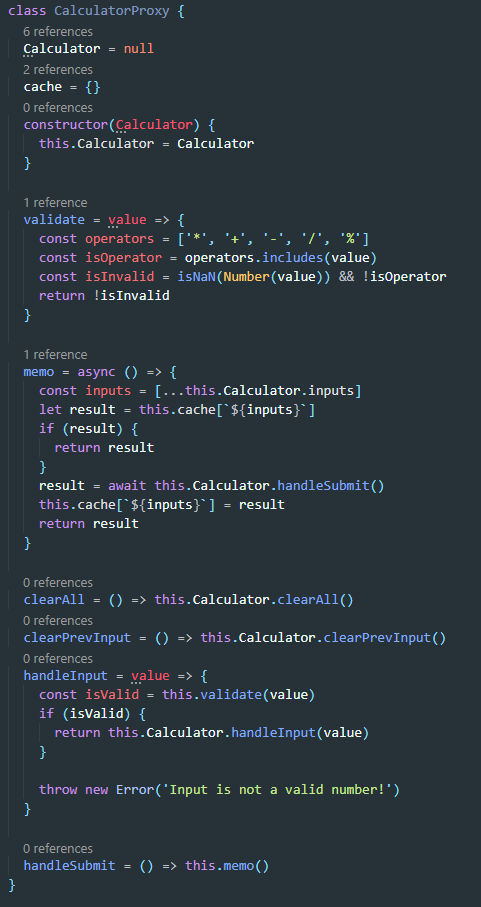 class CalculatorProxy {
6 references
Calculator = null
2 references
cache = {}
0 references
constructor(Calculator) {
this.Calculator = Calculator
}
1 reference
validate = value => {
const operators = ['*', '+', '-', '/', '%']
const isOperator = operators.includes(value)
const isInvalid = isNaN(Number(value)) && !isOperator
return !isInvalid
}
1 reference
memo = async () => {
const inputs = [...this.Calculator.inputs]
let result = this.cache[`${inputs}`]
if (result) {
return result
}
result = await this.Calculator.handleSubmit()
this.cache[`${inputs}`] = result
return result
}
0 references
clearAll = () => this.Calculator.clearAll()
0 references
clearPrevInput = () => this.Calculator.clearPrevInput()
0 references
handleInput = value => {
const isValid = this.validate(value)
if (isValid) {
return this.Calculator.handleInput(value)
}
throw new Error('Input is not a valid number!')
}
0 references
handleSubmit = () => this.memo()
}